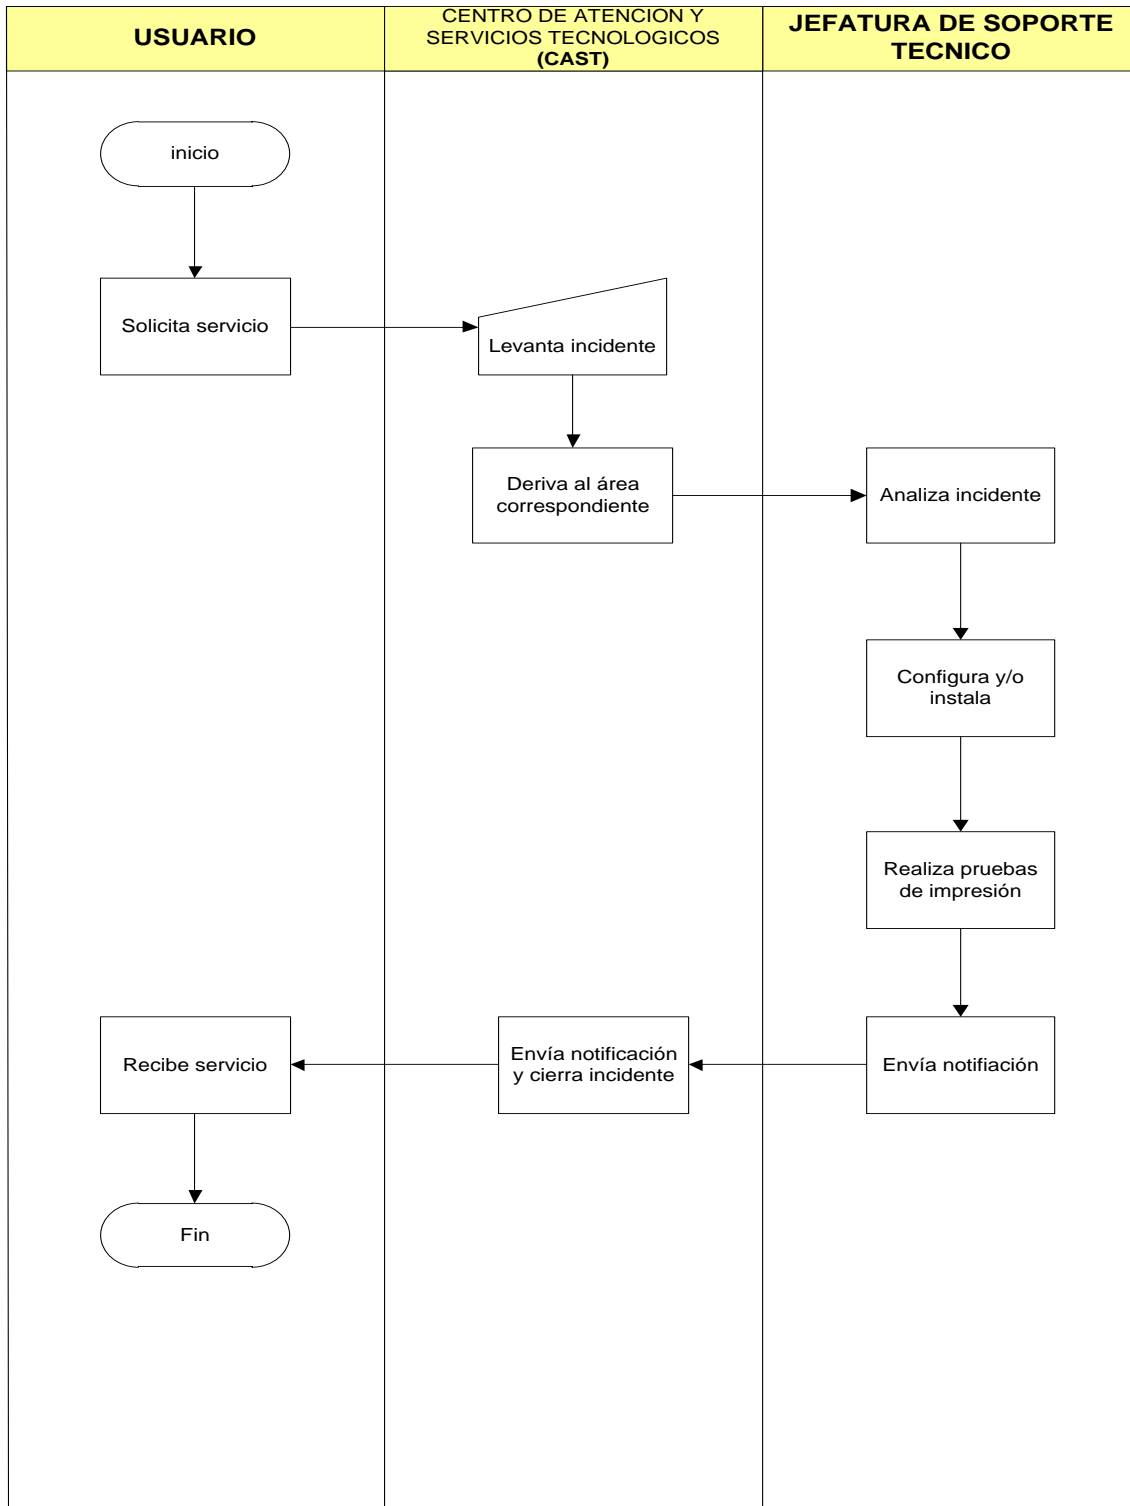 USUARIO
CENTRO DE ATENCION Y
SERVICIOS TECNOLOGICOS
(CAST)
JEFATURA DE SOPORTE
TECNICO
inicio
Solicita servicio
Levanta incidente
Deriva al área
correspondiente
Analiza incidente
Configura y/o
instala
Realiza pruebas
de impresión
Envía notifiación
Envía notificación
y cierra incidente
Recibe servicio
Fin